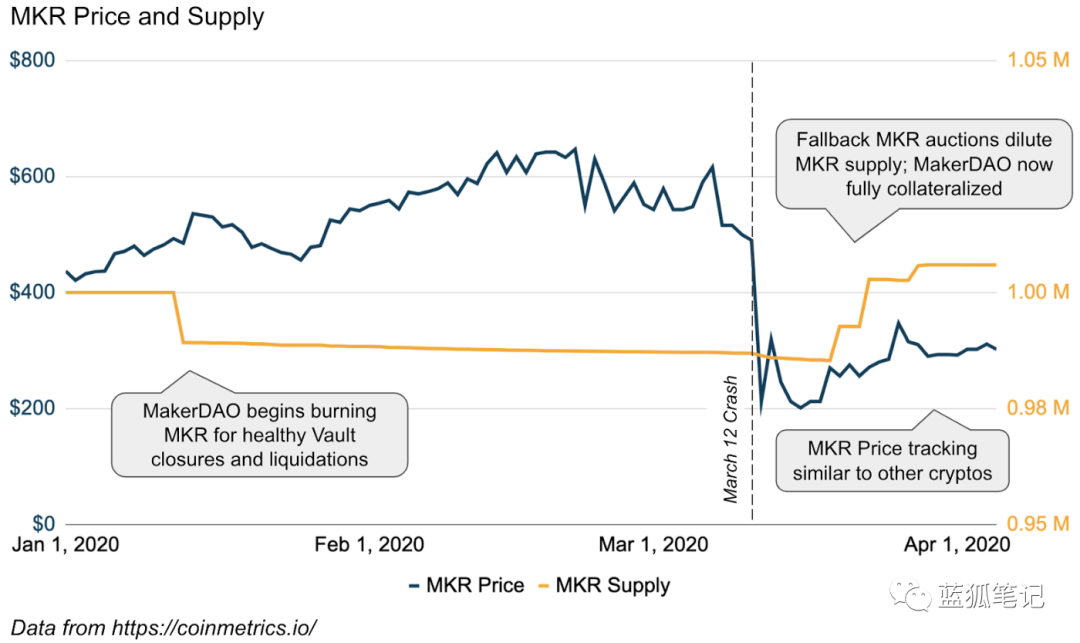 MKR Price and Supply
$800
$600
$400
$200
$0
1.05 M
1.00 M
0.98 M
0.95 M
Fallback MKR auctions dilute
MKR supply; MakerDAO now
fully collateralized
MakerDAO begins burning
MKR for healthy Vault
closures and liquidations
March 12 Crash
MKR Price tracking
similar to other cryptos
Jan 1, 2020
Feb 1, 2020
Mar 1, 2020
Apr 1, 2020
MKR Price
MKR Supply
蓝狐笔记
Data from https://coinmetrics.io/